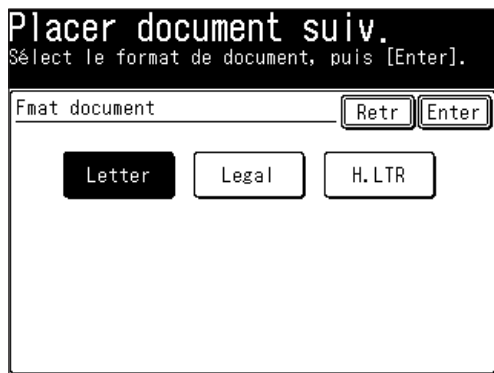 Placer document suiv.
Sélect le format de document, puis [Enter].
Fmat document Retr Enter
Letter Legal H.LTR